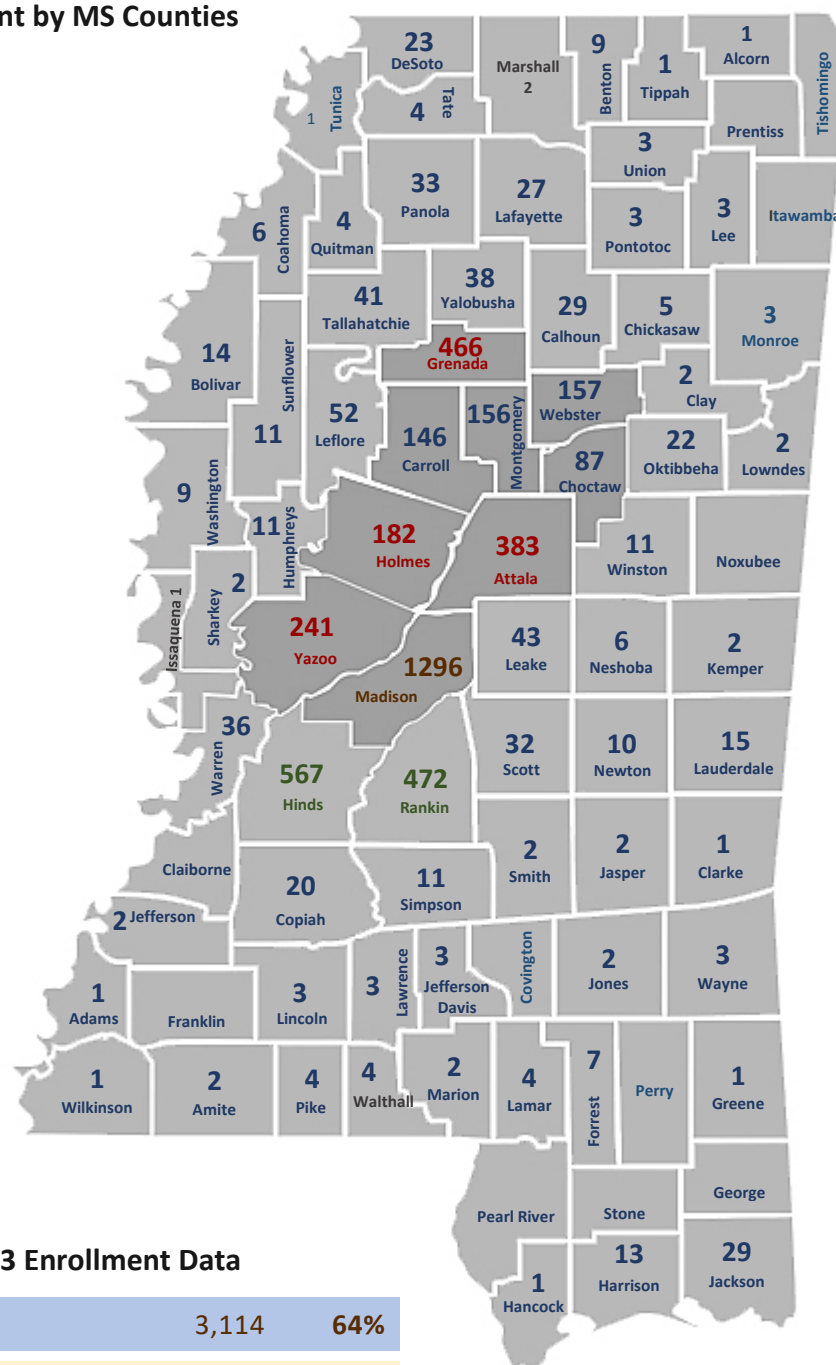 nt by MS Counties
23
DeSoto
Marshall
2
9
Benton
1
Tippah
1
Alcorn
Tishomingo
1
Tunica
4
Tate
Prentiss
3
Union
33
Panola
27
Lafayette
6
Coahoma
4
Quitman
3
Pontotoc
3
Lee
Itawamba
41
Tallahatchie
38
Yalobusha
29
Calhoun
5
Chickasaw
3
Monroe
14
Bolivar
11
Sunflower
52
Leflore
466
Grenada
146
Carroll
156
Montgomery
157
Webster
2
Clay
87
Choctaw
22
Oktibbeha
2
Lowndes
9
Washington
11
Humphreys
182
Holmes
383
Attala
11
Winston
Noxubee
Issaquena 1
Sharkey
2
241
Yazoo
1296
Madison
43
Leake
6
Neshoba
2
Kemper
36
Warren
567
Hinds
472
Rankin
32
Scott
10
Newton
15
Lauderdale
Claiborne
20
Copiah
11
Simpson
2
Smith
2
Jasper
1
Clarke
2 Jefferson
1
Adams
Franklin
3
Lincoln
3
Lawrence
3
Jefferson
Davis
Covington
2
Jones
3
Wayne
1
Wilkinson
2
Amite
4
Pike
4
Walthall
2
Marion
4
Lamar
7
Forrest
Perry
1
Greene
Pearl River
Stone
George
1
Hancock
13
Harrison
29
Jackson
3 Enrollment Data
3,114 64%